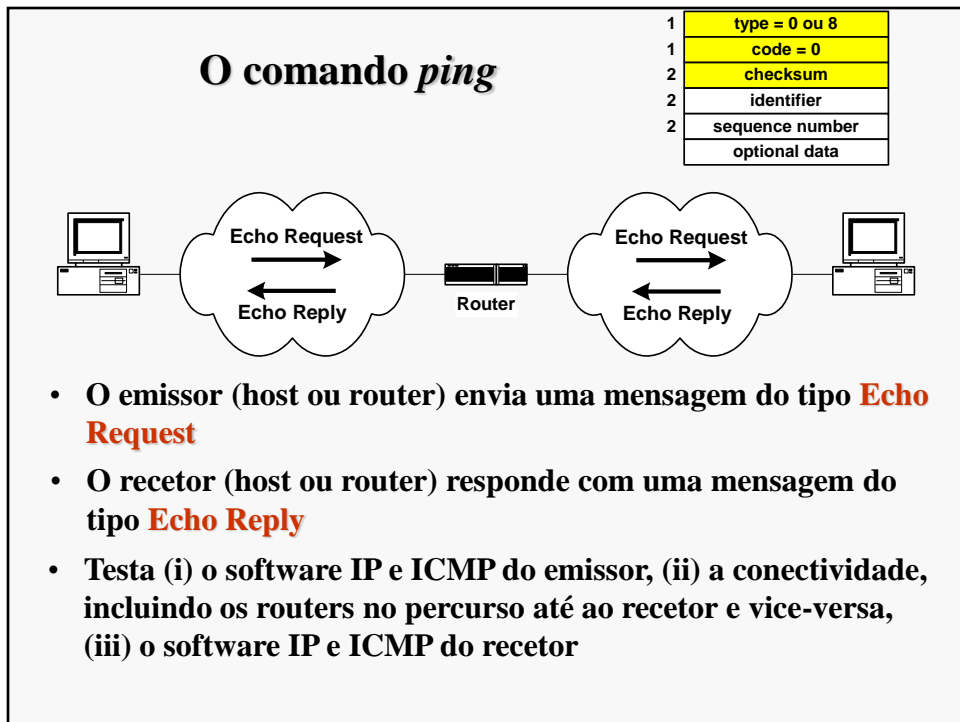 O comando ping
1 type = 0 ou 8
1 code = 0
2 checksum
2 identifier
2 sequence number
optional data
Echo Request
Echo Reply
Router
Echo Request
Echo Reply
• O emissor (host ou router) envia uma mensagem do tipo Echo
Request
• O recetor (host ou router) responde com uma mensagem do
tipo Echo Reply
• Testa (i) o software IP e ICMP do emissor, (ii) a conectividade,
incluindo os routers no percurso até ao recetor e vice-versa,
(iii) o software IP e ICMP do recetor